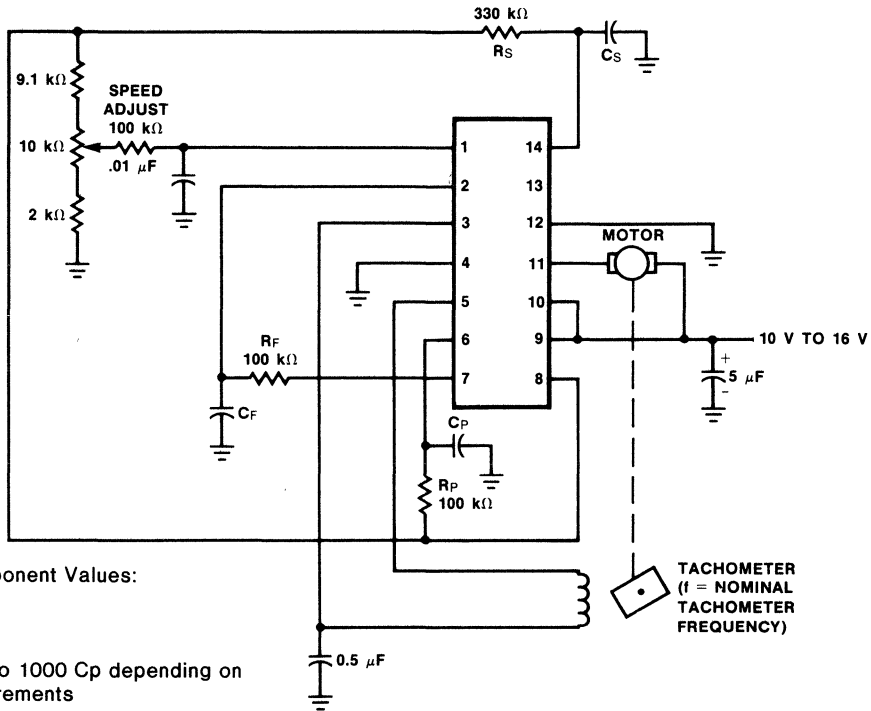 330 kΩ
RS
CS
9.1 kΩ
SPEED
ADJUST
100 kΩ
10 kΩ
.01 µF
2 kΩ
1
2
3
4
5
6
7
14
13
12
11
10
9
8
MOTOR
10 V TO 16 V
+
5 µF
-
RF
100 kΩ
CF
CP
RP
100 kΩ
TACHOMETER
(f = NOMINAL
TACHOMETER
FREQUENCY)
0.5 µF
onent Values:
o 1000 Cp depending on
rements